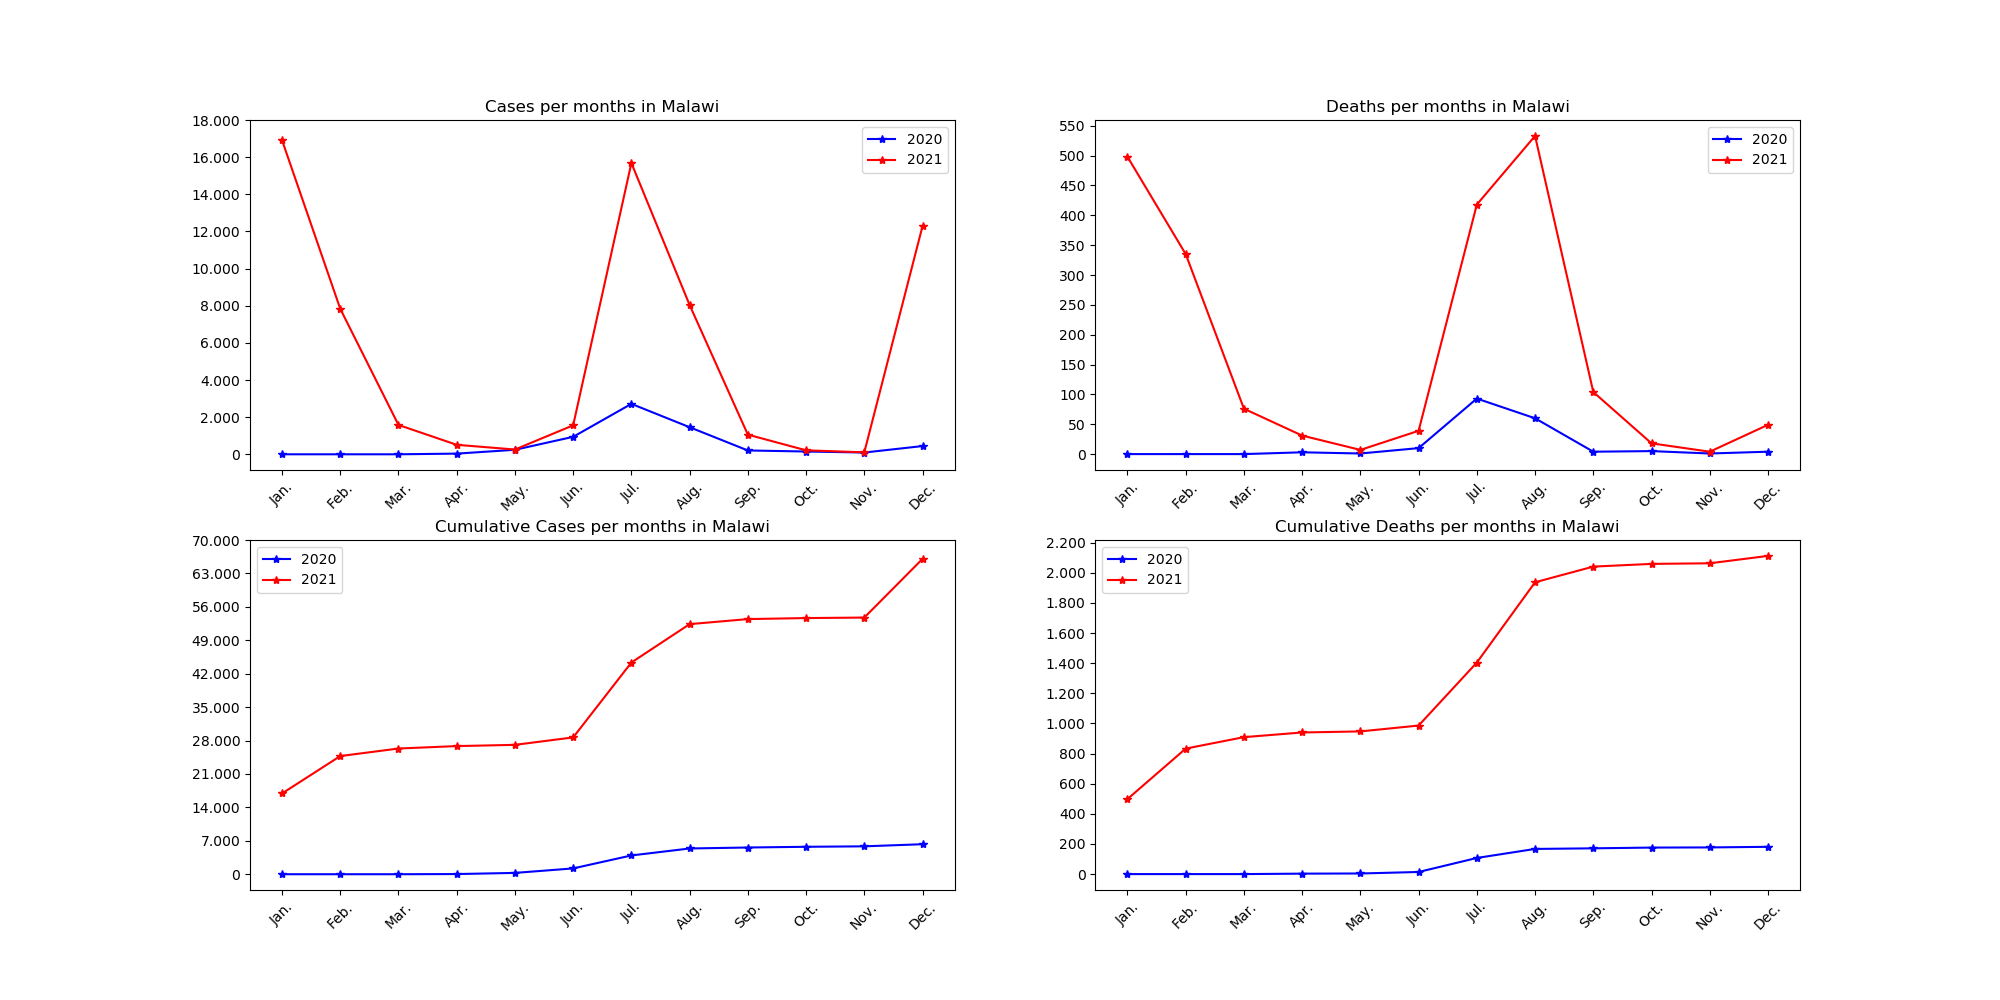 Cases per months in Malawi
18.000
16.000
14.000
12.000
10.000
8.000
6.000
4.000
2.000
0
2020
2021
Jan.
Feb.
Mar.
Apr.
May.
Jun.
Jul.
Aug.
Sep.
Oct.
Nov.
Dec.
Deaths per months in Malawi
550
500
450
400
350
300
250
200
150
100
50
0
2020
2021
Jan.
Feb.
Mar.
Apr.
May.
Jun.
Jul.
Aug.
Sep.
Oct.
Nov.
Dec.
Cumulative Cases per months in Malawi
70.000
63.000
56.000
49.000
42.000
35.000
28.000
21.000
14.000
7.000
0
2020
2021
Jan.
Feb.
Mar.
Apr.
May.
Jun.
Jul.
Aug.
Sep.
Oct.
Nov.
Dec.
Cumulative Deaths per months in Malawi
2.200
2.000
1.800
1.600
1.400
1.200
1.000
800
600
400
200
0
2020
2021
Jan.
Feb.
Mar.
Apr.
May.
Jun.
Jul.
Aug.
Sep.
Oct.
Nov.
Dec.